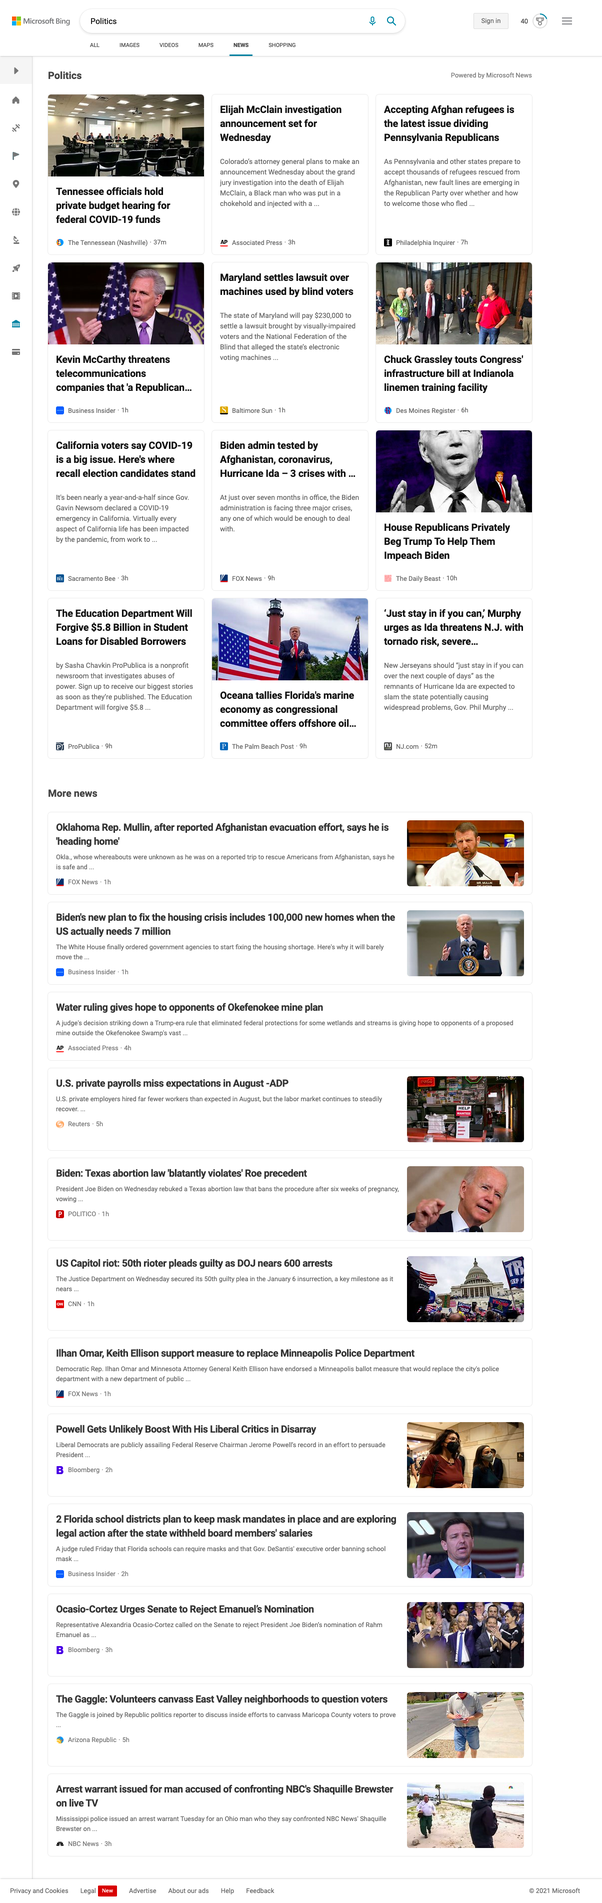 Microsoft Bing
Politics
Sign in
40
ALL
IMAGES
VIDEOS
MAPS
NEWS
SHOPPING
Politics
Powered by Microsoft News
Tennessee officials hold
private budget hearing for
federal COVID-19 funds
The Tennessean (Nashville) · 37m
Elijah McClain investigation
announcement set for
Wednesday
Colorado's attorney general plans to make an
announcement Wednesday about the grand
jury investigation into the death of Elijah
McClain, a Black man who was put in a
chokehold and injected with a ...
AP
Associated Press · 3h
Accepting Afghan refugees is
the latest issue dividing
Pennsylvania Republicans
As Pennsylvania and other states prepare to
accept thousands of refugees rescued from
Afghanistan, new fault lines are emerging in
the Republican Party over whether and how
to welcome those who fled ...
Philadelphia Inquirer · 7h
Kevin McCarthy threatens
telecommunications
companies that 'a Republican...
Business Insider · 1h
Maryland settles lawsuit over
machines used by blind voters
The state of Maryland will pay $230,000 to
settle a lawsuit brought by visually-impaired
voters and the National Federation of the
Blind that alleged the state's electronic
voting machines ...
Baltimore Sun · 1h
Chuck Grassley touts Congress'
infrastructure bill at Indianola
linemen training facility
Des Moines Register · 6h
California voters say COVID-19
is a big issue. Here's where
recall election candidates stand
It's been nearly a year-and-a-half since Gov.
Gavin Newsom declared a COVID-19
emergency in California. Virtually every
aspect of California life has been impacted
by the pandemic, from work to ...
Sacramento Bee · 3h
Biden admin tested by
Afghanistan, coronavirus,
Hurricane Ida – 3 crises with ...
At just over seven months in office, the Biden
administration is facing three major crises,
any one of which would be enough to deal
with.
FOX News · 9h
House Republicans Privately
Beg Trump To Help Them
Impeach Biden
The Daily Beast · 10h
The Education Department Will
Forgive $5.8 Billion in Student
Loans for Disabled Borrowers
by Sasha Chavkin ProPublica is a nonprofit
newsroom that investigates abuses of
power. Sign up to receive our biggest stories
as soon as they're published. The Education
Department will forgive $5.8 ...
ProPublica · 9h
Oceana tallies Florida's marine
economy as congressional
committee offers offshore oil...
The Palm Beach Post · 9h
‘Just stay in if you can,’ Murphy
urges as Ida threatens N.J. with
tornado risk, severe...
New Jerseyans should “just stay in if you can
over the next couple of days” as the
remnants of Hurricane Ida are expected to
slam the state potentially causing
widespread problems, Gov. Phil Murphy ...
NJ.com · 52m
More news
Oklahoma Rep. Mullin, after reported Afghanistan evacuation effort, says he is
'heading home'
Okla., whose whereabouts were unknown as he was on a reported trip to rescue Americans from Afghanistan, says he
is safe and ...
FOX News · 1h
Biden's new plan to fix the housing crisis includes 100,000 new homes when the
US actually needs 7 million
The White House finally ordered government agencies to start fixing the housing shortage. Here's why it will barely
move the ...
Business Insider · 1h
Water ruling gives hope to opponents of Okefenokee mine plan
A judge's decision striking down a Trump-era rule that eliminated federal protections for some wetlands and streams is giving hope to opponents of a proposed
mine outside the Okefenokee Swamp's vast ...
AP
Associated Press · 4h
U.S. private payrolls miss expectations in August -ADP
U.S. private employers hired far fewer workers than expected in August, but the labor market continues to steadily
recover. ...
Reuters · 5h
HELP
Biden: Texas abortion law 'blatantly violates' Roe precedent
President Joe Biden on Wednesday rebuked a Texas abortion law that bans the procedure after six weeks of pregnancy,
vowing ...
POLITICO · 1h
US Capitol riot: 50th rioter pleads guilty as DOJ nears 600 arrests
The Justice Department on Wednesday secured its 50th guilty plea in the January 6 insurrection, a key milestone as it
nears ...
CNN · 1h
Ilhan Omar, Keith Ellison support measure to replace Minneapolis Police Department
Democratic Rep. Ilhan Omar and Minnesota Attorney General Keith Ellison have endorsed a Minneapolis ballot measure that would replace the city's police
department with a new department of public ...
FOX News · 1h
Powell Gets Unlikely Boost With His Liberal Critics in Disarray
Liberal Democrats are publicly assailing Federal Reserve Chairman Jerome Powell's record in an effort to persuade
President ...
Bloomberg · 2h
2 Florida school districts plan to keep mask mandates in place and are exploring
legal action after the state withheld board members' salaries
A judge ruled Friday that Florida schools can require masks and that Gov. DeSantis' executive order banning school
mask ...
Business Insider · 2h
Ocasio-Cortez Urges Senate to Reject Emanuel's Nomination
Representative Alexandria Ocasio-Cortez called on the Senate to reject President Joe Biden's nomination of Rahm
Emanuel as ...
Bloomberg · 3h
The Gaggle: Volunteers canvass East Valley neighborhoods to question voters
The Gaggle is joined by Republic politics reporter to discuss inside efforts to canvass Maricopa County voters to prove
...
Arizona Republic · 5h
Arrest warrant issued for man accused of confronting NBC's Shaquille Brewster
on live TV
Mississippi police issued an arrest warrant Tuesday for an Ohio man who they say confronted NBC News' Shaquille
Brewster on ...
NBC News · 3h
Privacy and Cookies
Legal
New
Advertise
About our ads
Help
Feedback
© 2021 Microsoft